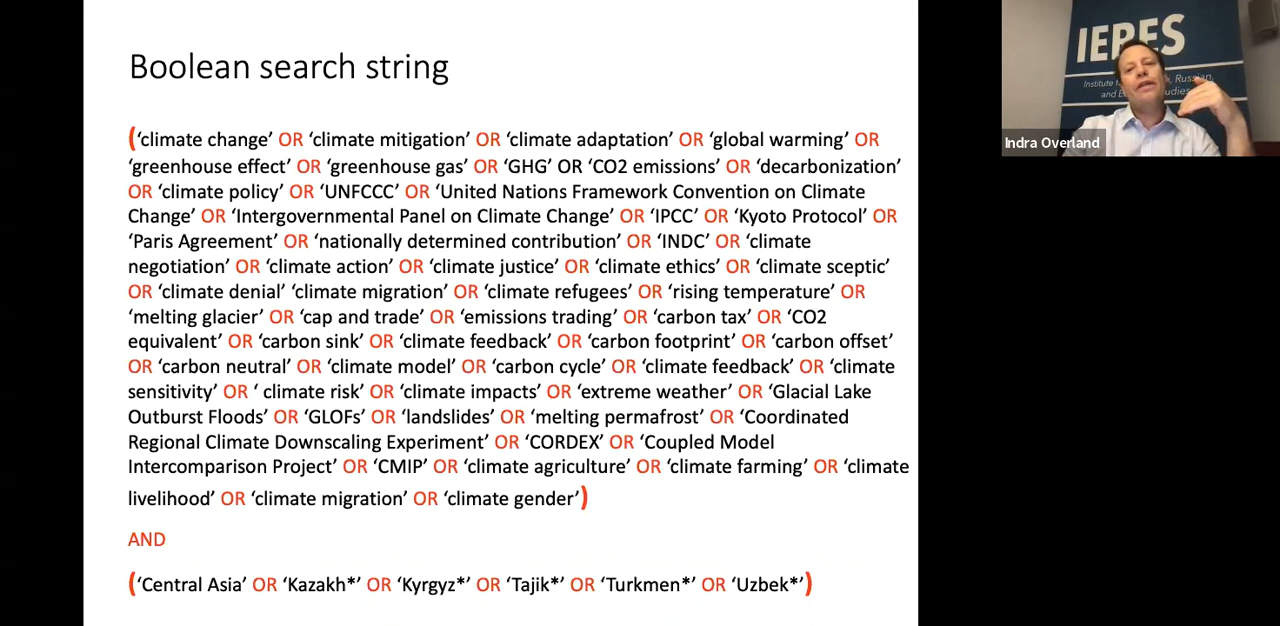 Boolean search string
(‘climate change’ OR ‘climate mitigation’ OR ‘climate adaptation’ OR ‘global warming’ OR
‘greenhouse effect’ OR ‘greenhouse gas’ OR ‘GHG’ OR ‘CO2 emissions’ OR ‘decarbonization’
OR ‘climate policy’ OR ‘UNFCCC’ OR ‘United Nations Framework Convention on Climate
Change’ OR ‘Intergovernmental Panel on Climate Change’ OR ‘IPCC’ OR ‘Kyoto Protocol’ OR
‘Paris Agreement’ OR ‘nationally determined contribution’ OR ‘INDC’ OR ‘climate
negotiation’ OR ‘climate action’ OR ‘climate justice’ OR ‘climate ethics’ OR ‘climate sceptic’
OR ‘climate denial’ ‘climate migration’ OR ‘climate refugees’ OR ‘rising temperature’ OR
‘melting glacier’ OR ‘cap and trade’ OR ‘emissions trading’ OR ‘carbon tax’ OR ‘CO2
equivalent’ OR ‘carbon sink’ OR ‘climate feedback’ OR ‘carbon footprint’ OR ‘carbon offset’
OR ‘carbon neutral’ OR ‘climate model’ OR ‘carbon cycle’ OR ‘climate feedback’ OR ‘climate
sensitivity’ OR ‘ climate risk’ OR ‘climate impacts’ OR ‘extreme weather’ OR ‘Glacial Lake
Outburst Floods’ OR ‘GLOFs’ OR ‘landslides’ OR ‘melting permafrost’ OR ‘Coordinated
Regional Climate Downscaling Experiment’ OR ‘CORDEX’ OR ‘Coupled Model
Intercomparison Project’ OR ‘CMIP’ OR ‘climate agriculture’ OR ‘climate farming’ OR ‘climate
livelihood’ OR ‘climate migration’ OR ‘climate gender’)
AND
(‘Central Asia’ OR ‘Kazakh*’ OR ‘Kyrgyz*’ OR ‘Tajik*’ OR ‘Turkmen*’ OR ‘Uzbek*’)
IERES
Institute
and
Indra Overland